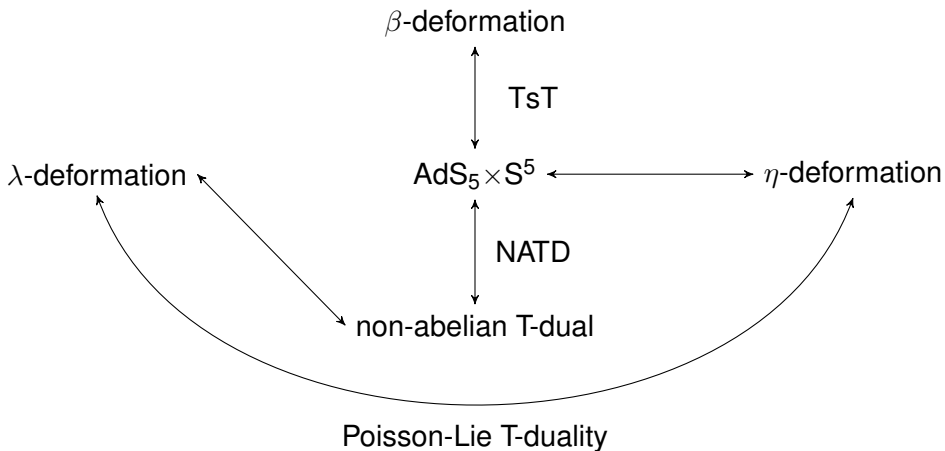 β-deformation
TsT
λ-deformation
AdS₅×S⁵
η-deformation
NATD
non-abelian T-dual
Poisson-Lie T-duality